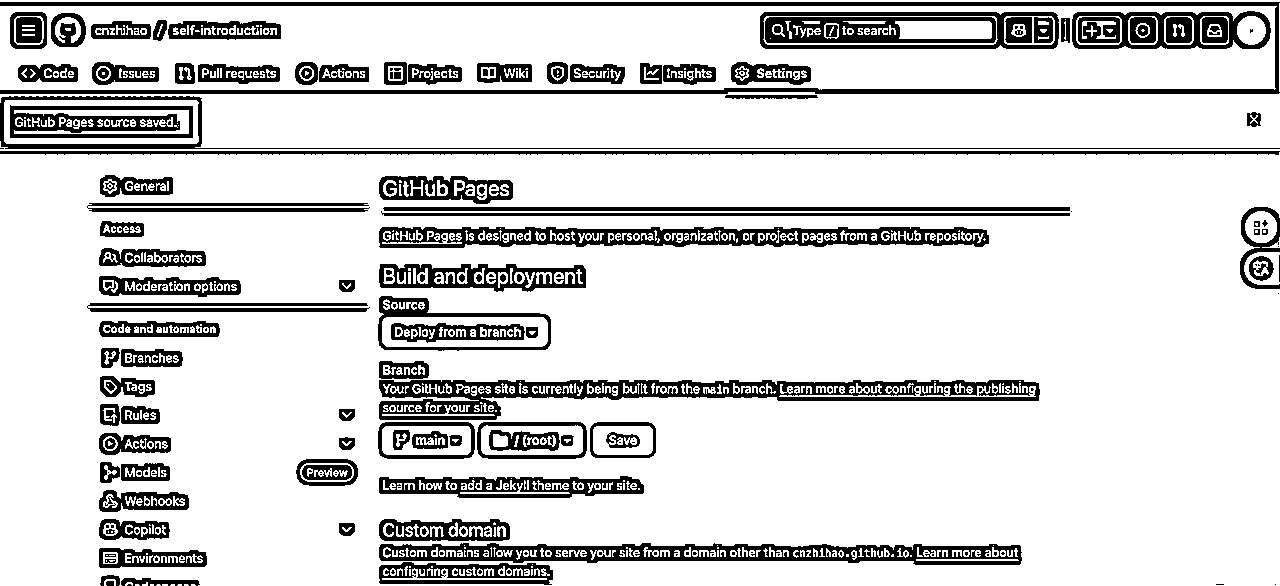 cnzhihao / self-introduction
Type / to search
Code Issues Pull requests Actions Projects Wiki Security Insights Settings
GitHub Pages source saved.
General
Access
Collaborators
Moderation options
Code and automation
Branches
Tags
Rules
Actions
Models Preview
Webhooks
Copilot
Environments
GitHub Pages
GitHub Pages is designed to host your personal, organization, or project pages from a GitHub repository.
Build and deployment
Source
Deploy from a branch
Branch
Your GitHub Pages site is currently being built from the main branch. Learn more about configuring the publishing
source for your site.
main / (root) Save
Learn how to add a Jekyll theme to your site.
Custom domain
Custom domains allow you to serve your site from a domain other than cnzhihao.github.io. Learn more about
configuring custom domains.